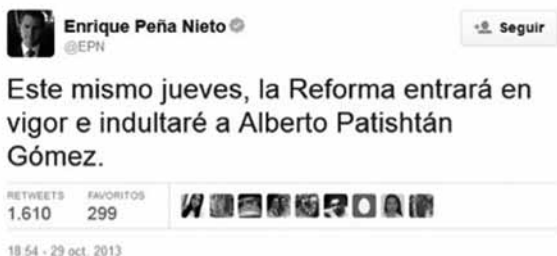 Enrique Peña Nieto
@EPN
Seguir
Este mismo jueves, la Reforma entrará en
vigor e indultaré a Alberto Patishtán
Gómez.
RETWEETS FAVORITOS
1.610 299
18:54 - 29 oct. 2013